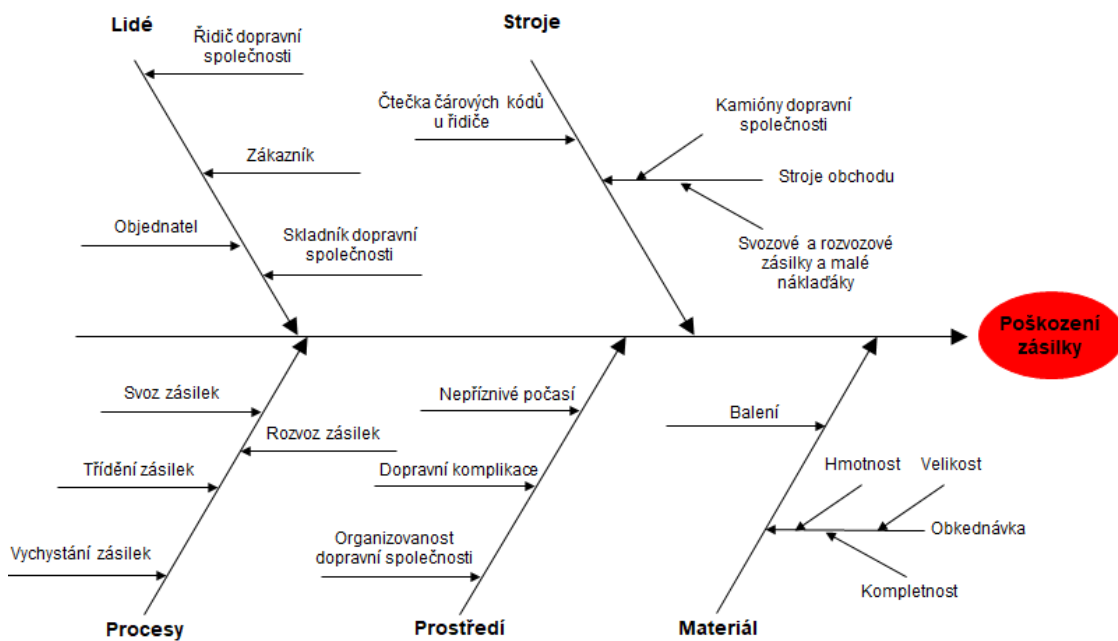 Lidé
Stroje
Řidič dopravní
společnosti
Čtečka čárových kódů
u řidiče
Kamióny dopravní
společnosti
Zákazník
Stroje obchodu
Objednatel
Skladník dopravní
společnosti
Svozové a rozvozové
zásilky a malé
náklaďáky
Poškození
zásilky
Svoz zásilek
Nepříznivé počasí
Balení
Rozvoz zásilek
Třídění zásilek
Dopravní komplikace
Hmotnost
Velikost
Obkednávka
Organizovanost
dopravní společnosti
Vychystání zásilek
Kompletnost
Procesy
Prostředí
Materiál